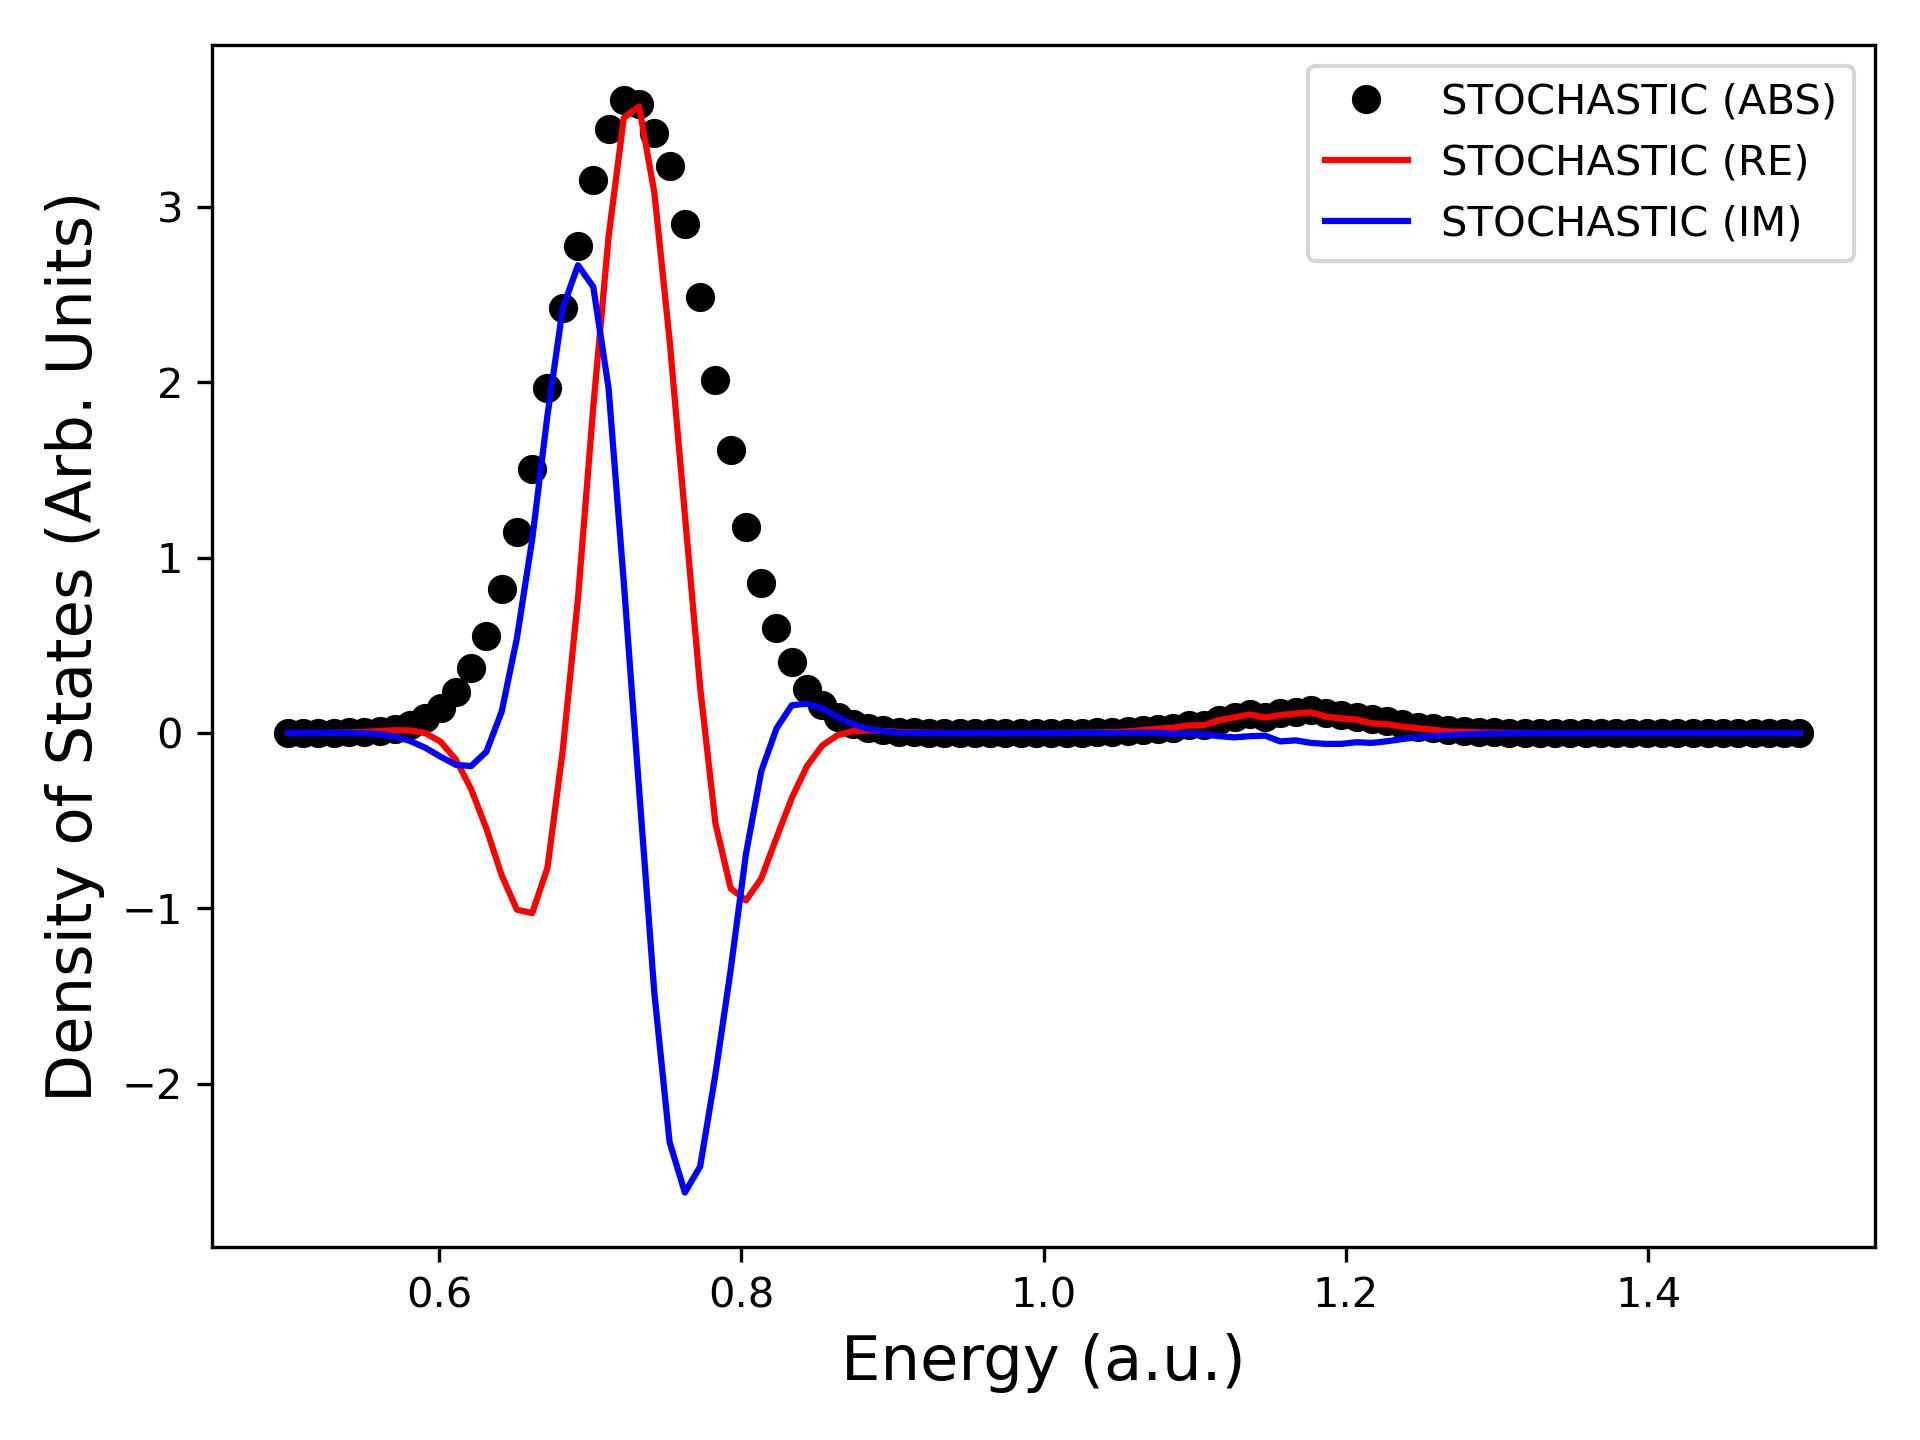 STOCHASTIC (ABS)
STOCHASTIC (RE)
STOCHASTIC (IM)
Density of States (Arb. Units)
3
2
1
0
−1
−2
0.6 0.8 1.0 1.2 1.4
Energy (a.u.)